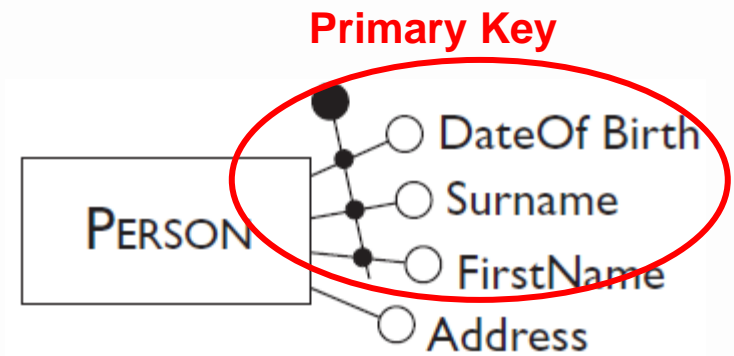 Primary Key
DateOf Birth
Surname
PERSON
FirstName
Address